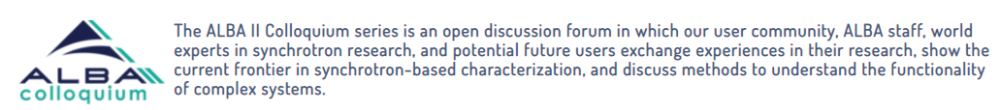 ALBA
colloquium
The ALBA II Colloquium series is an open discussion forum in which our user community, ALBA staff, world
experts in synchrotron research, and potential future users exchange experiences in their research, show the
current frontier in synchrotron-based characterization, and discuss methods to understand the functionality
of complex systems.